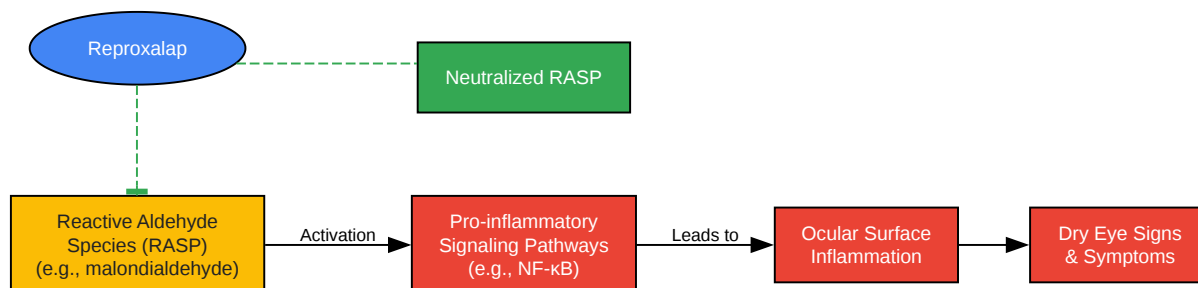 Reproxalap
Neutralized RASP
Reactive Aldehyde
Species (RASP)
(e.g., malondialdehyde)
Activation
Pro-inflammatory
Signaling Pathways
(e.g., NF-κB)
Leads to
Ocular Surface
Inflammation
Dry Eye Signs
& Symptoms